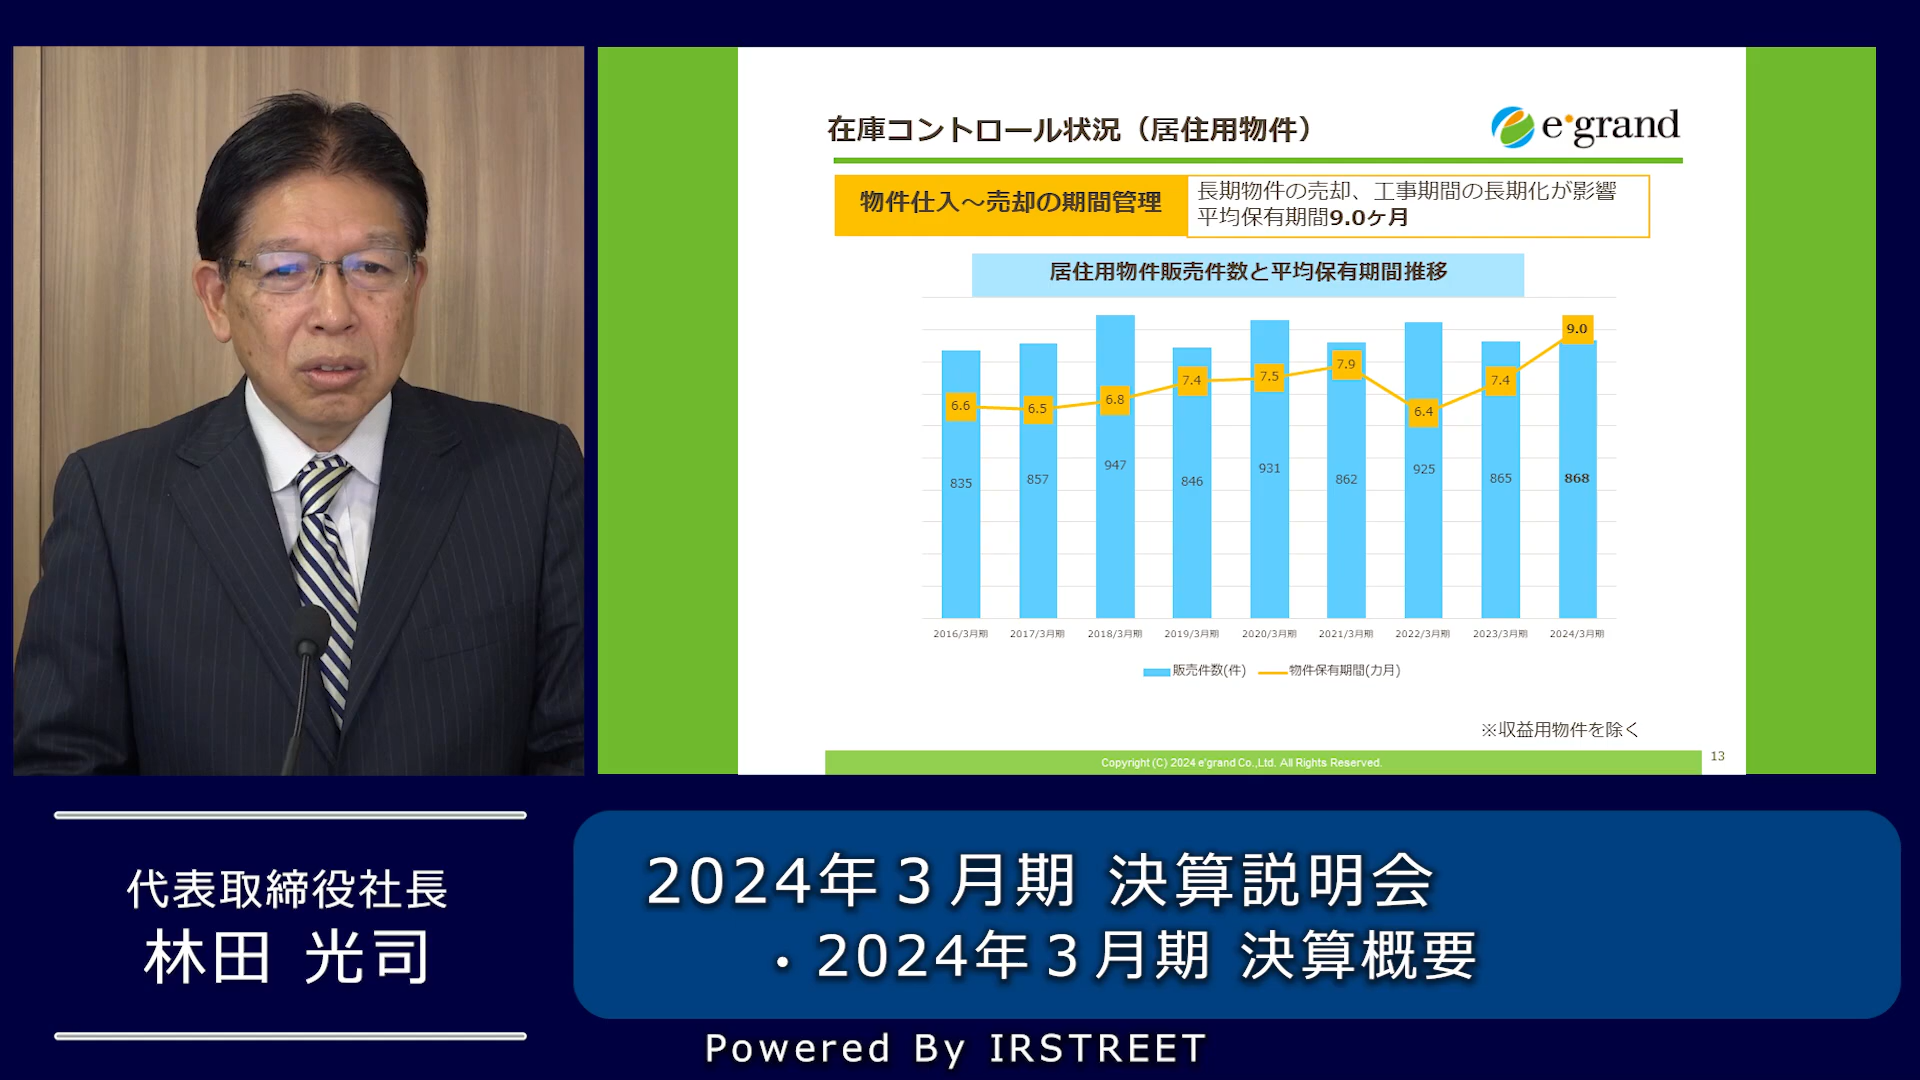 在庫コントロール状況（居住用物件）
e'grand
物件仕入～売却の期間管理
長期物件の売却、工事期間の長期化が影響
平均保有期間9.0ヶ月
居住用物件販売件数と平均保有期間推移
6.6 6.5 6.8 7.4 7.5 7.9 6.4 7.4 9.0
835 857 947 846 931 862 925 865 868
2016/3月期 2017/3月期 2018/3月期 2019/3月期 2020/3月期 2021/3月期 2022/3月期 2023/3月期 2024/3月期
販売件数(件) 物件保有期間(カ月)
※収益用物件を除く
Copyright (C) 2024 e'grand Co.,Ltd. All Rights Reserved.
13
代表取締役社長
林田 光司
2024年３月期 決算説明会
・2024年３月期 決算概要
Powered By IRSTREET